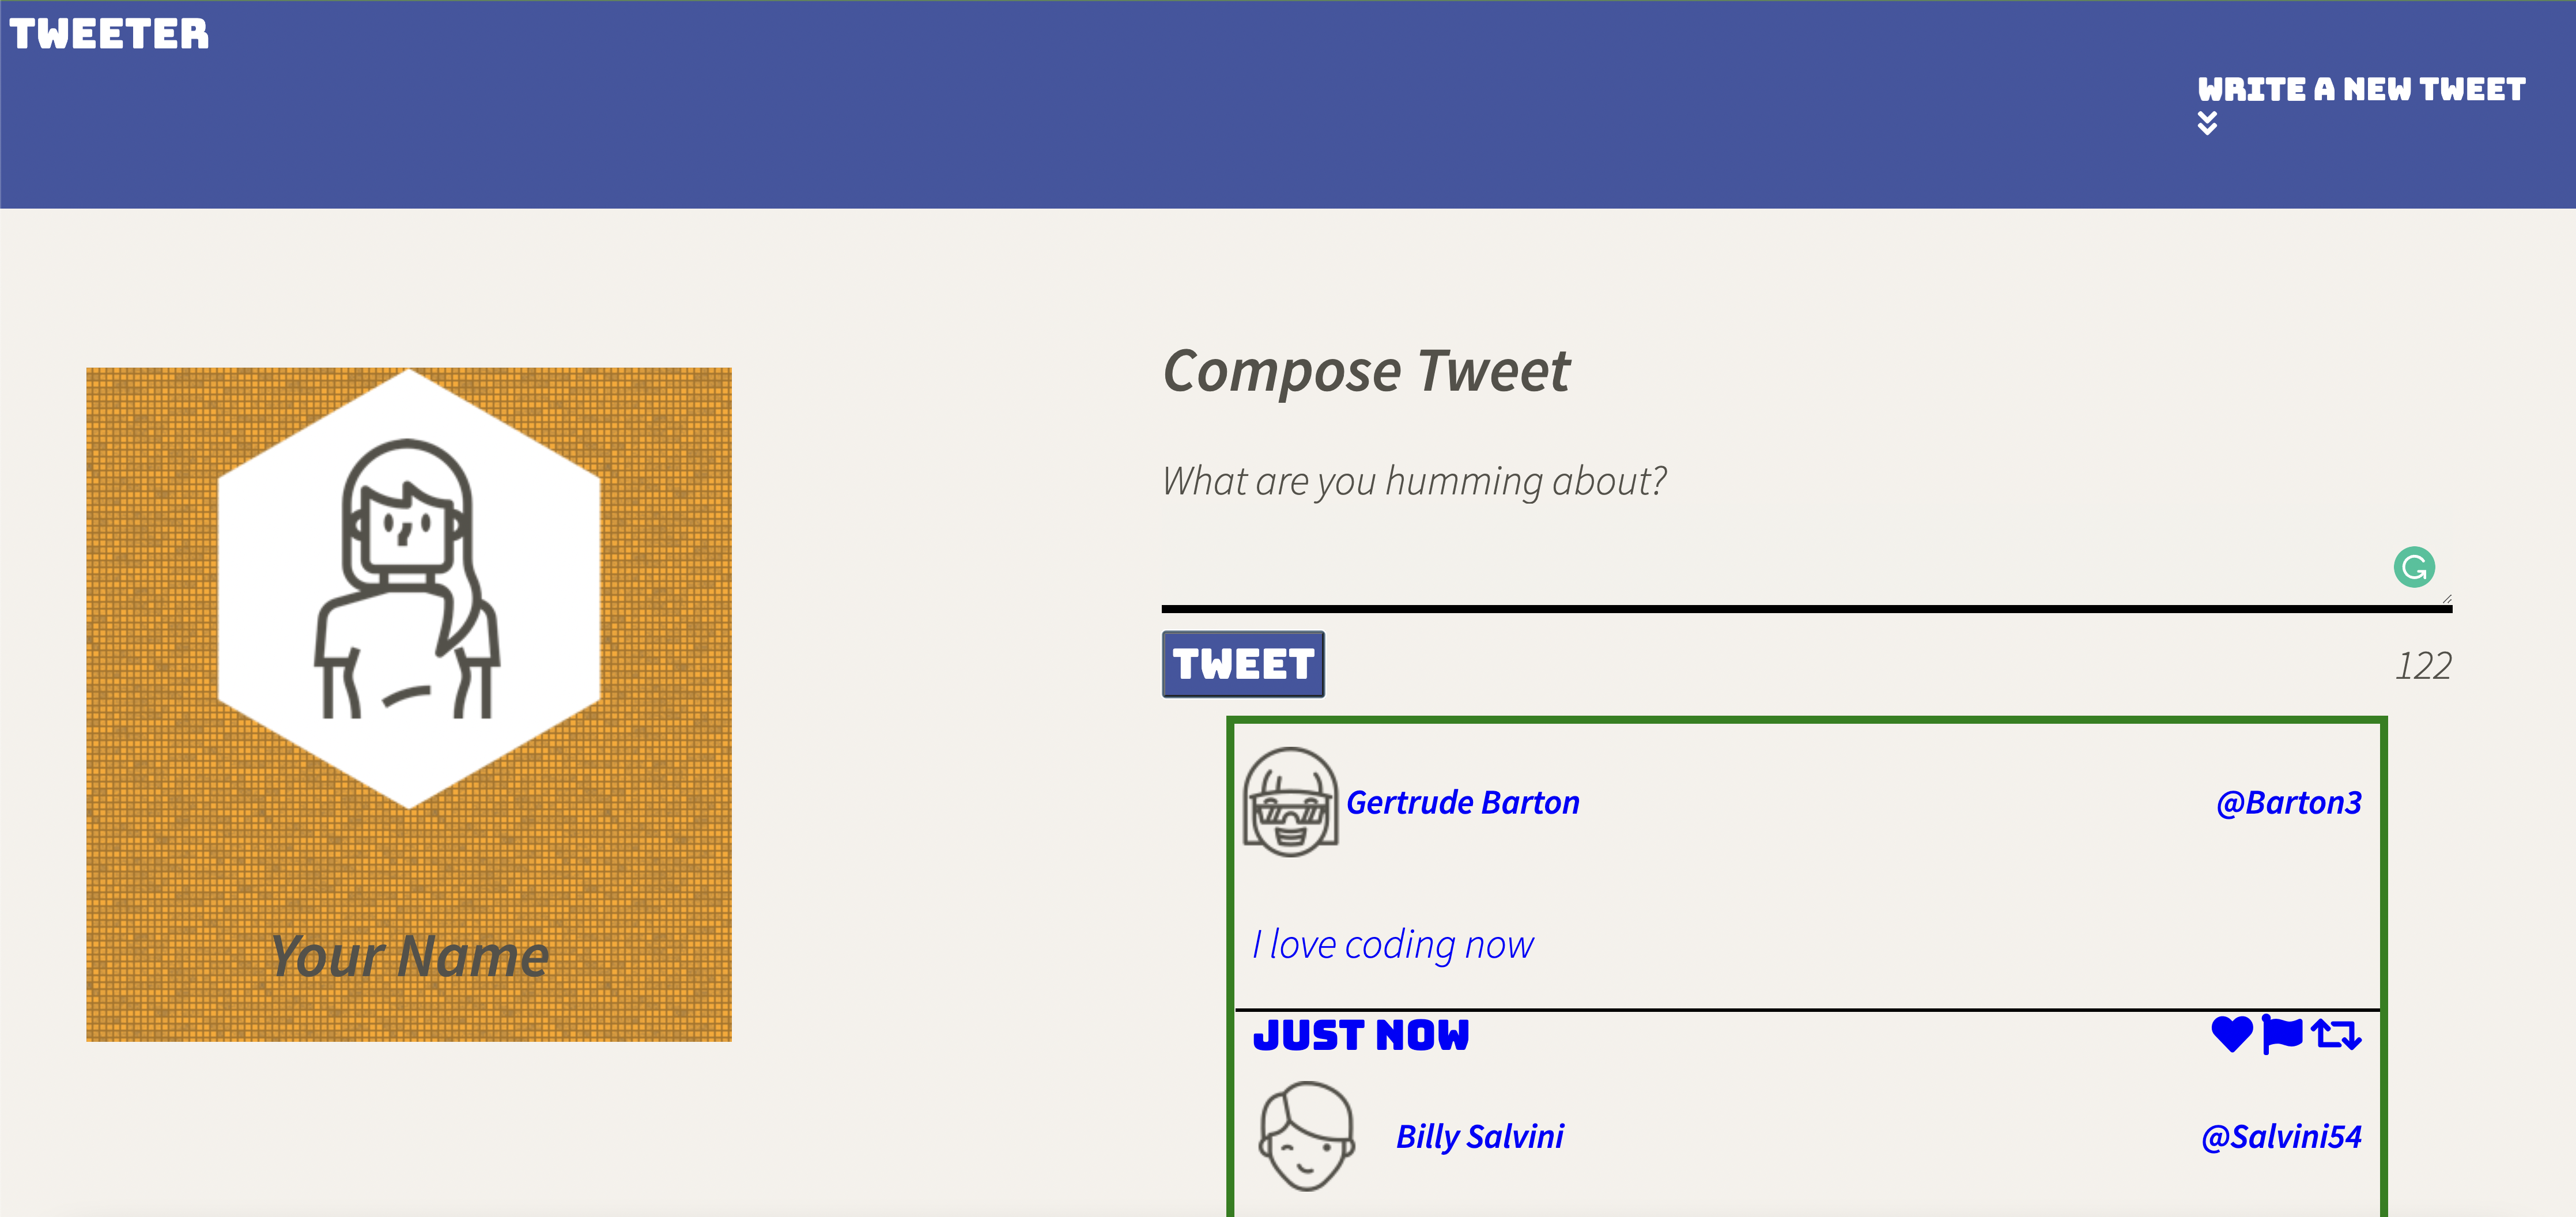 TWEETER
WRITE A NEW TWEET
Your Name
Compose Tweet
What are you humming about?
TWEET
122
Gertrude Barton
@Barton3
I love coding now
JUST NOW
Billy Salvini
@Salvini54